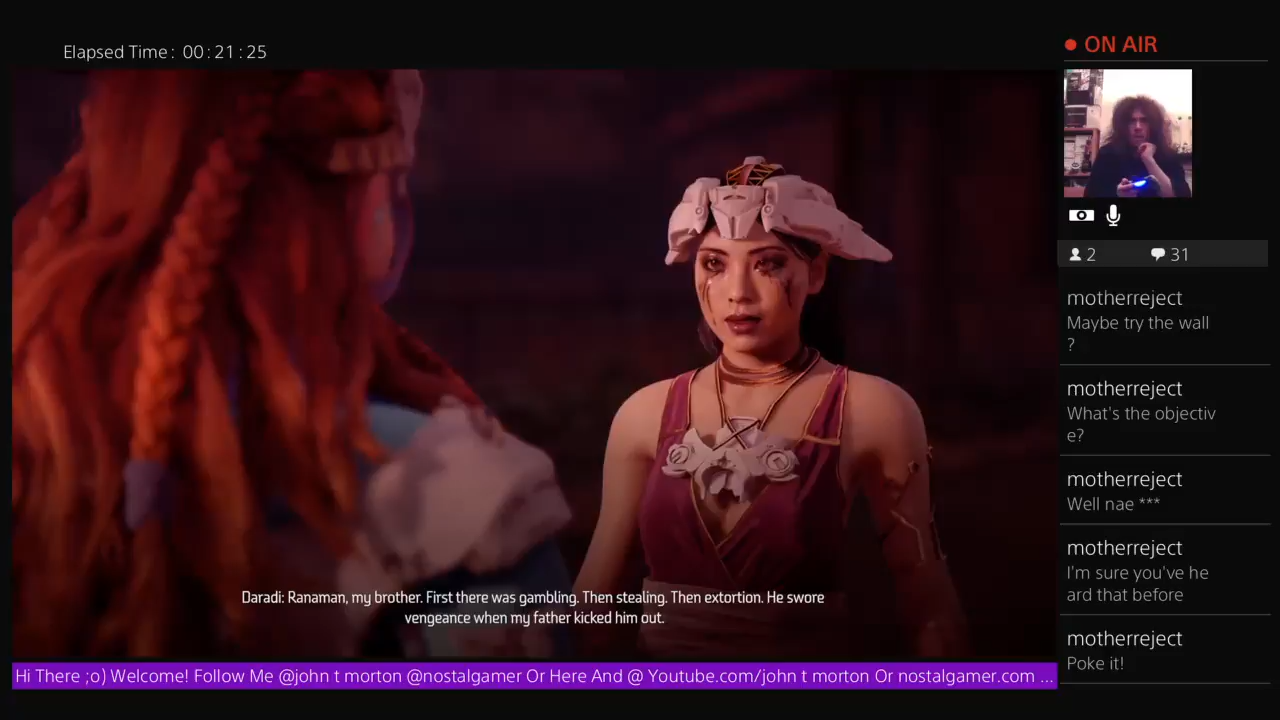 Elapsed Time: 00:21:25
ON AIR
2 31
motherreject
Maybe try the wall
?
motherreject
What's the objectiv
e?
motherreject
Well nae ***
motherreject
I'm sure you've he
ard that before
motherreject
Poke it!
Daradi: Ranaman, my brother. First there was gambling. Then stealing. Then extortion. He swore
vengeance when my father kicked him out.
Hi There ;o) Welcome! Follow Me @john t morton @nostalgamer Or Here And @ Youtube.com/john t morton Or nostalgamer.com ...